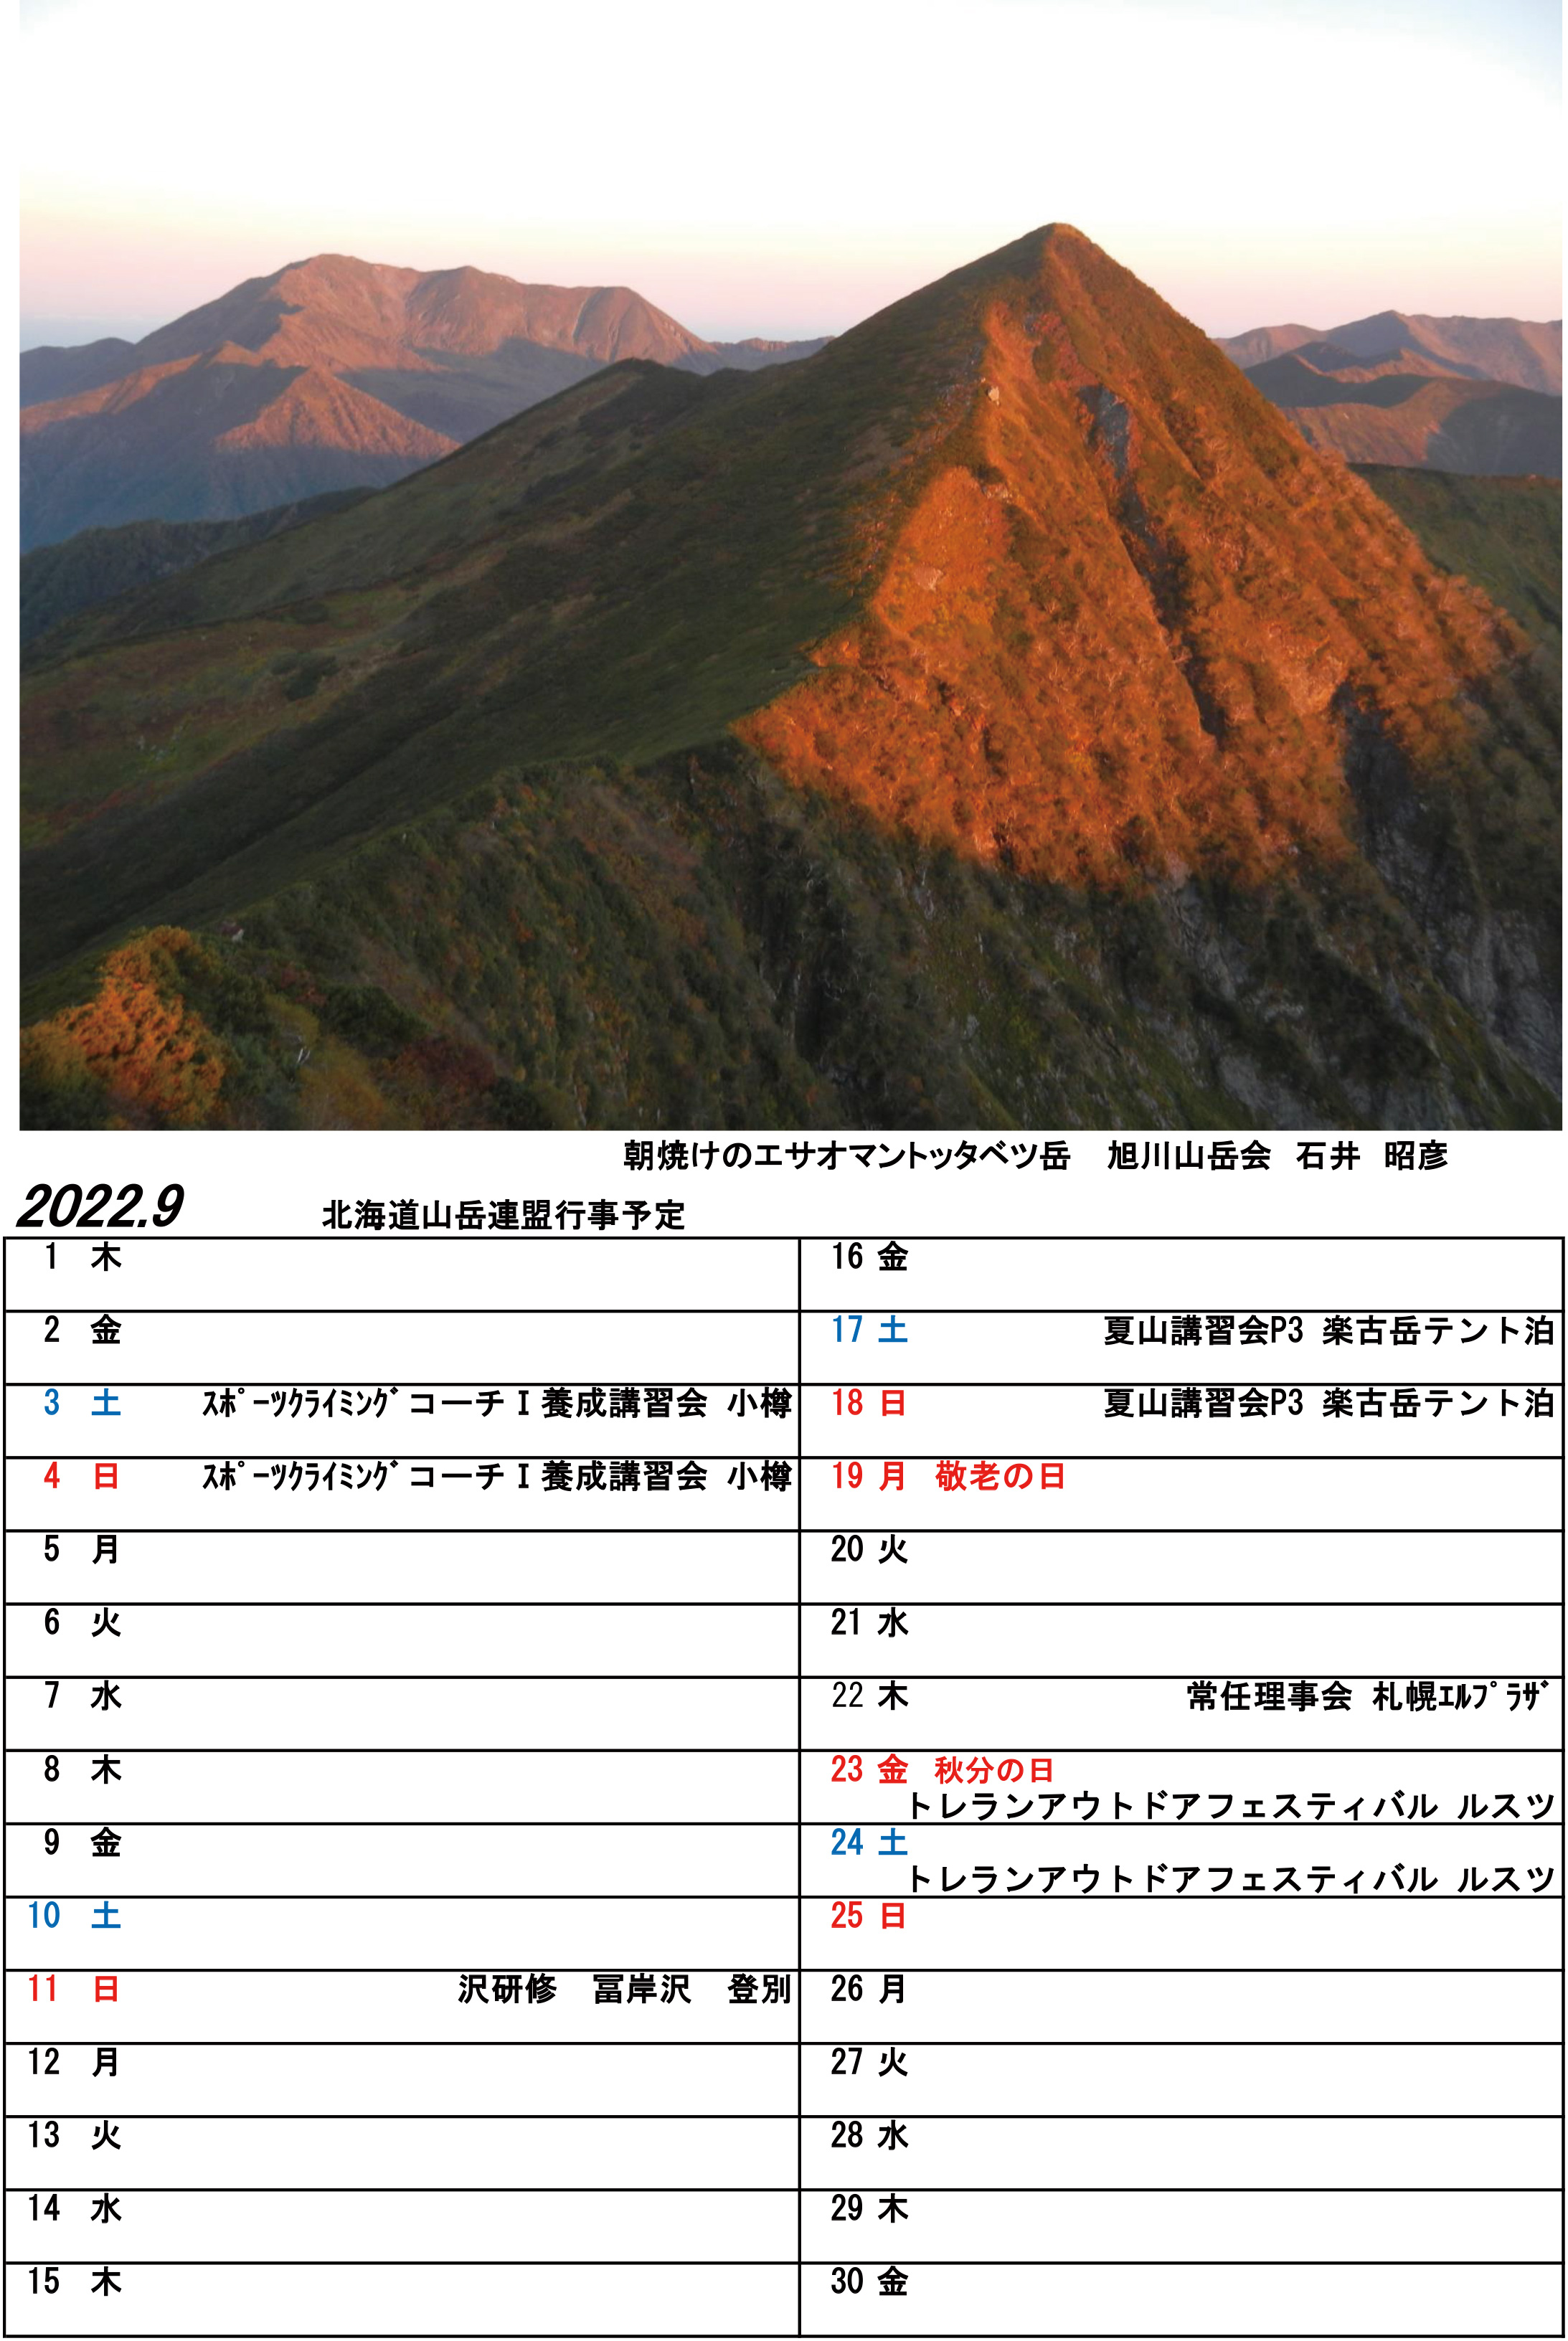 朝焼けのエサオマントッタベツ岳　旭川山岳会　石井　昭彦
2022.9　北海道山岳連盟行事予定
1 木
2 金
3 土 ｽﾎﾟｰﾂｸﾗｲﾐﾝｸﾞコーチⅠ養成講習会 小樽
4 日 ｽﾎﾟｰﾂｸﾗｲﾐﾝｸﾞコーチⅠ養成講習会 小樽
5 月
6 火
7 水
8 木
9 金
10 土
11 日 沢研修　冨岸沢　登別
12 月
13 火
14 水
15 木
16 金
17 土 夏山講習会P3 楽古岳テント泊
18 日 夏山講習会P3 楽古岳テント泊
19 月 敬老の日
20 火
21 水
22 木 常任理事会 札幌ｴﾙﾌﾟﾗｻﾞ
23 金 秋分の日
トレランアウトドアフェスティバル ルスツ
24 土
トレランアウトドアフェスティバル ルスツ
25 日
26 月
27 火
28 水
29 木
30 金